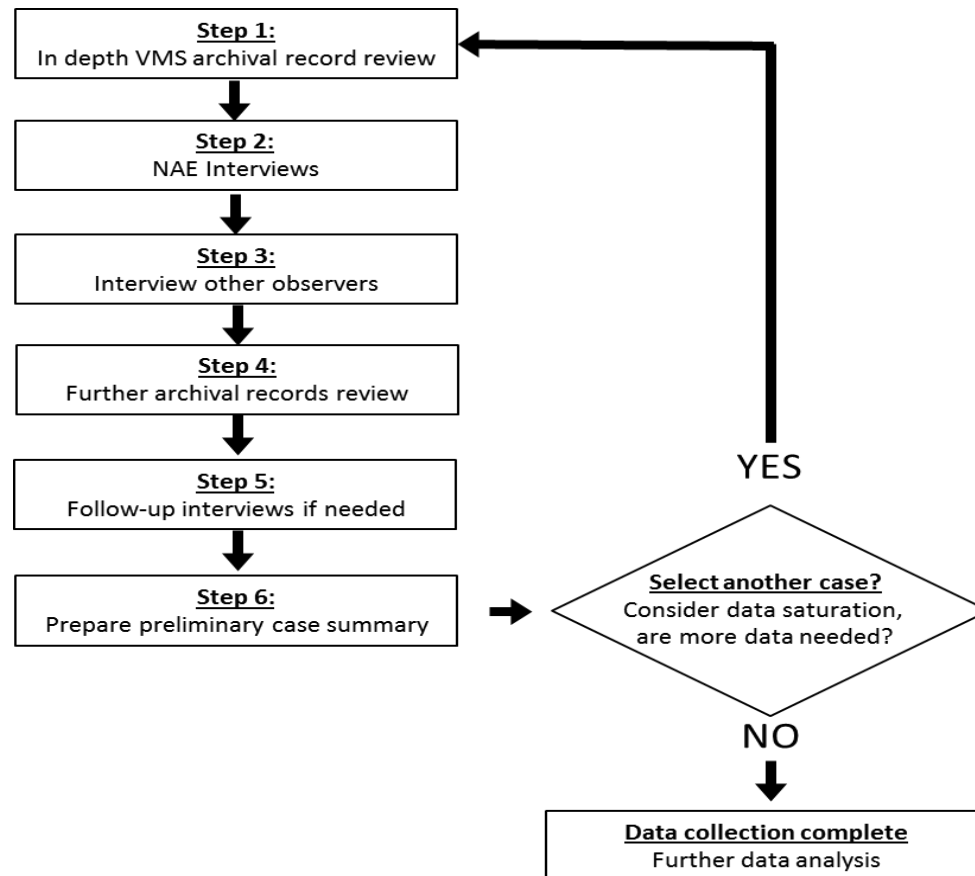 Step 1:
In depth VMS archival record review
Step 2:
NAE Interviews
Step 3:
Interview other observers
Step 4:
Further archival records review
Step 5:
Follow-up interviews if needed
Step 6:
Prepare preliminary case summary
YES
Select another case?
Consider data saturation,
are more data needed?
NO
Data collection complete
Further data analysis